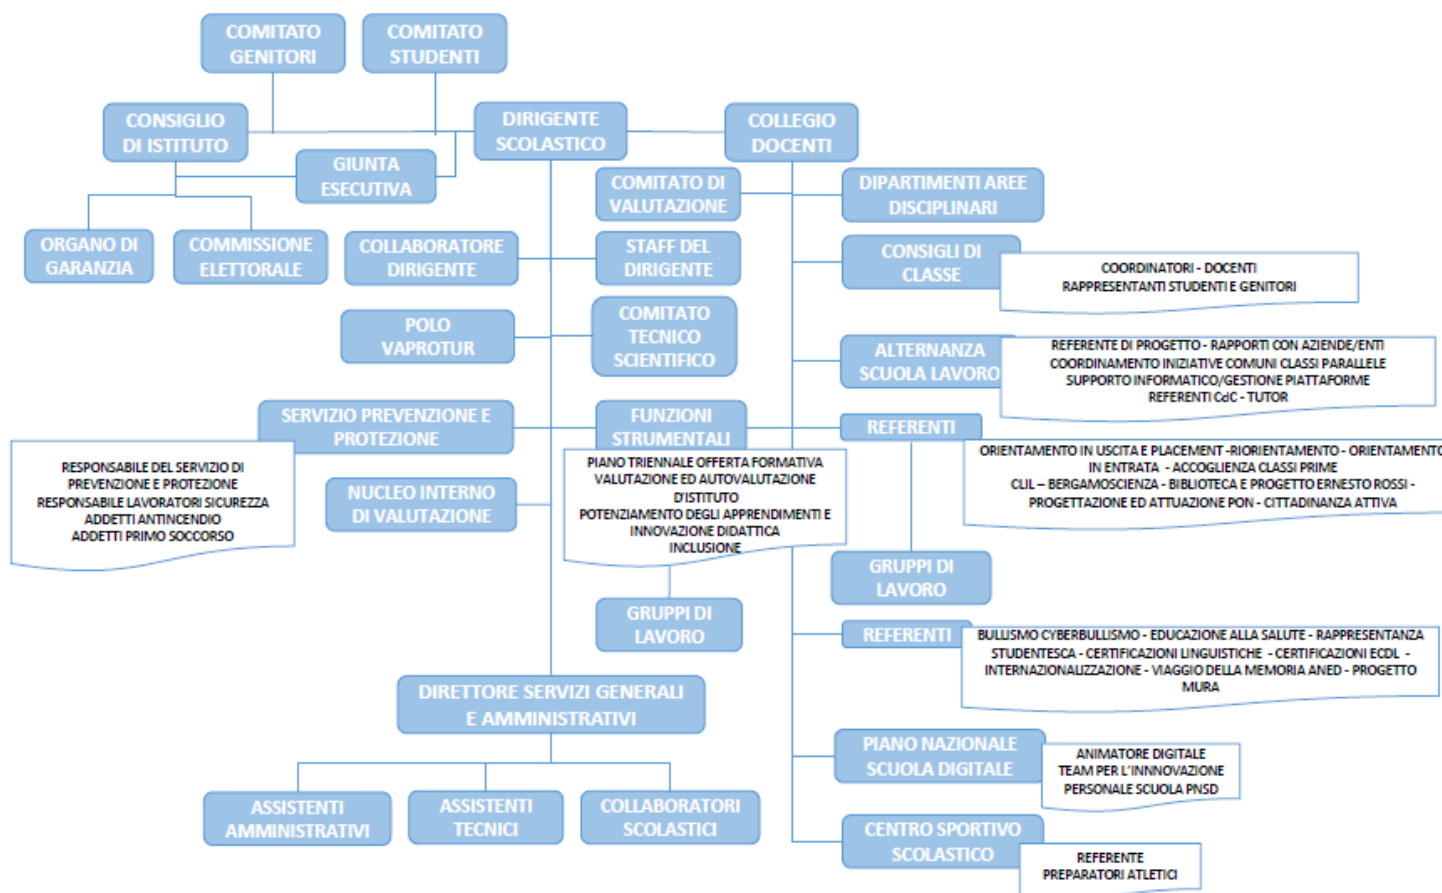 COMITATO
GENITORI
COMITATO
STUDENTI
CONSIGLIO
DI ISTITUTO
DIRIGENTE
SCOLASTICO
COLLEGIO
DOCENTI
GIUNTA
ESECUTIVA
COMITATO DI
VALUTAZIONE
DIPARTIMENTI AREE
DISCIPLINARI
ORGANO DI
GARANZIA
COMMISSIONE
ELETTORALE
COLLABORATORE
DIRIGENTE
STAFF DEL
DIRIGENTE
CONSIGLI DI
CLASSE
COORDINATORI - DOCENTI
RAPPRESENTANTI STUDENTI E GENITORI
POLO
VAPROTUR
COMITATO
TECNICO
SCIENTIFICO
ALTERNANZA
SCUOLA LAVORO
REFERENTE DI PROGETTO - RAPPORTI CON AZIENDE/ENTI
COORDINAMENTO INIZIATIVE COMUNI CLASSI PARALLELE
SUPPORTO INFORMATICO/GESTIONE PIATTAFORME
REFERENTI CdC - TUTOR
SERVIZIO PREVENZIONE E
PROTEZIONE
RESPONSABILE DEL SERVIZIO DI
PREVENZIONE E PROTEZIONE
RESPONSABILE LAVORATORI SICUREZZA
ADDETTI ANTINCENDIO
ADDETTI PRIMO SOCCORSO
FUNZIONI
STRUMENTALI
PIANO TRIENNALE OFFERTA FORMATIVA
VALUTAZIONE ED AUTOVALUTAZIONE
D'ISTITUTO
POTENZIAMENTO DEGLI APPRENDIMENTI E
INNOVAZIONE DIDATTICA
INCLUSIONE
REFERENTI
ORIENTAMENTO IN USCITA E PLACEMENT -RIORIENTAMENTO - ORIENTAMENTO
IN ENTRATA - ACCOGLIENZA CLASSI PRIME
CLIL – BERGAMOSCIENZA - BIBLIOTECA E PROGETTO ERNESTO ROSSI -
PROGETTAZIONE ED ATTUAZIONE PON - CITTADINANZA ATTIVA
NUCLEO INTERNO
DI VALUTAZIONE
GRUPPI DI
LAVORO
GRUPPI DI
LAVORO
REFERENTI
BULLISMO CYBERBULLISMO - EDUCAZIONE ALLA SALUTE - RAPPRESENTANZA
STUDENTESCA - CERTIFICAZIONI LINGUISTICHE - CERTIFICAZIONI ECDL -
INTERNAZIONALIZZAZIONE - VIAGGIO DELLA MEMORIA ANED - PROGETTO
MURA
DIRETTORE SERVIZI GENERALI
E AMMINISTRATIVI
PIANO NAZIONALE
SCUOLA DIGITALE
ANIMATORE DIGITALE
TEAM PER L'INNNOVAZIONE
PERSONALE SCUOLA PNSD
ASSISTENTI
AMMINISTRATIVI
ASSISTENTI
TECNICI
COLLABORATORI
SCOLASTICI
CENTRO SPORTIVO
SCOLASTICO
REFERENTE
PREPARATORI ATLETICI